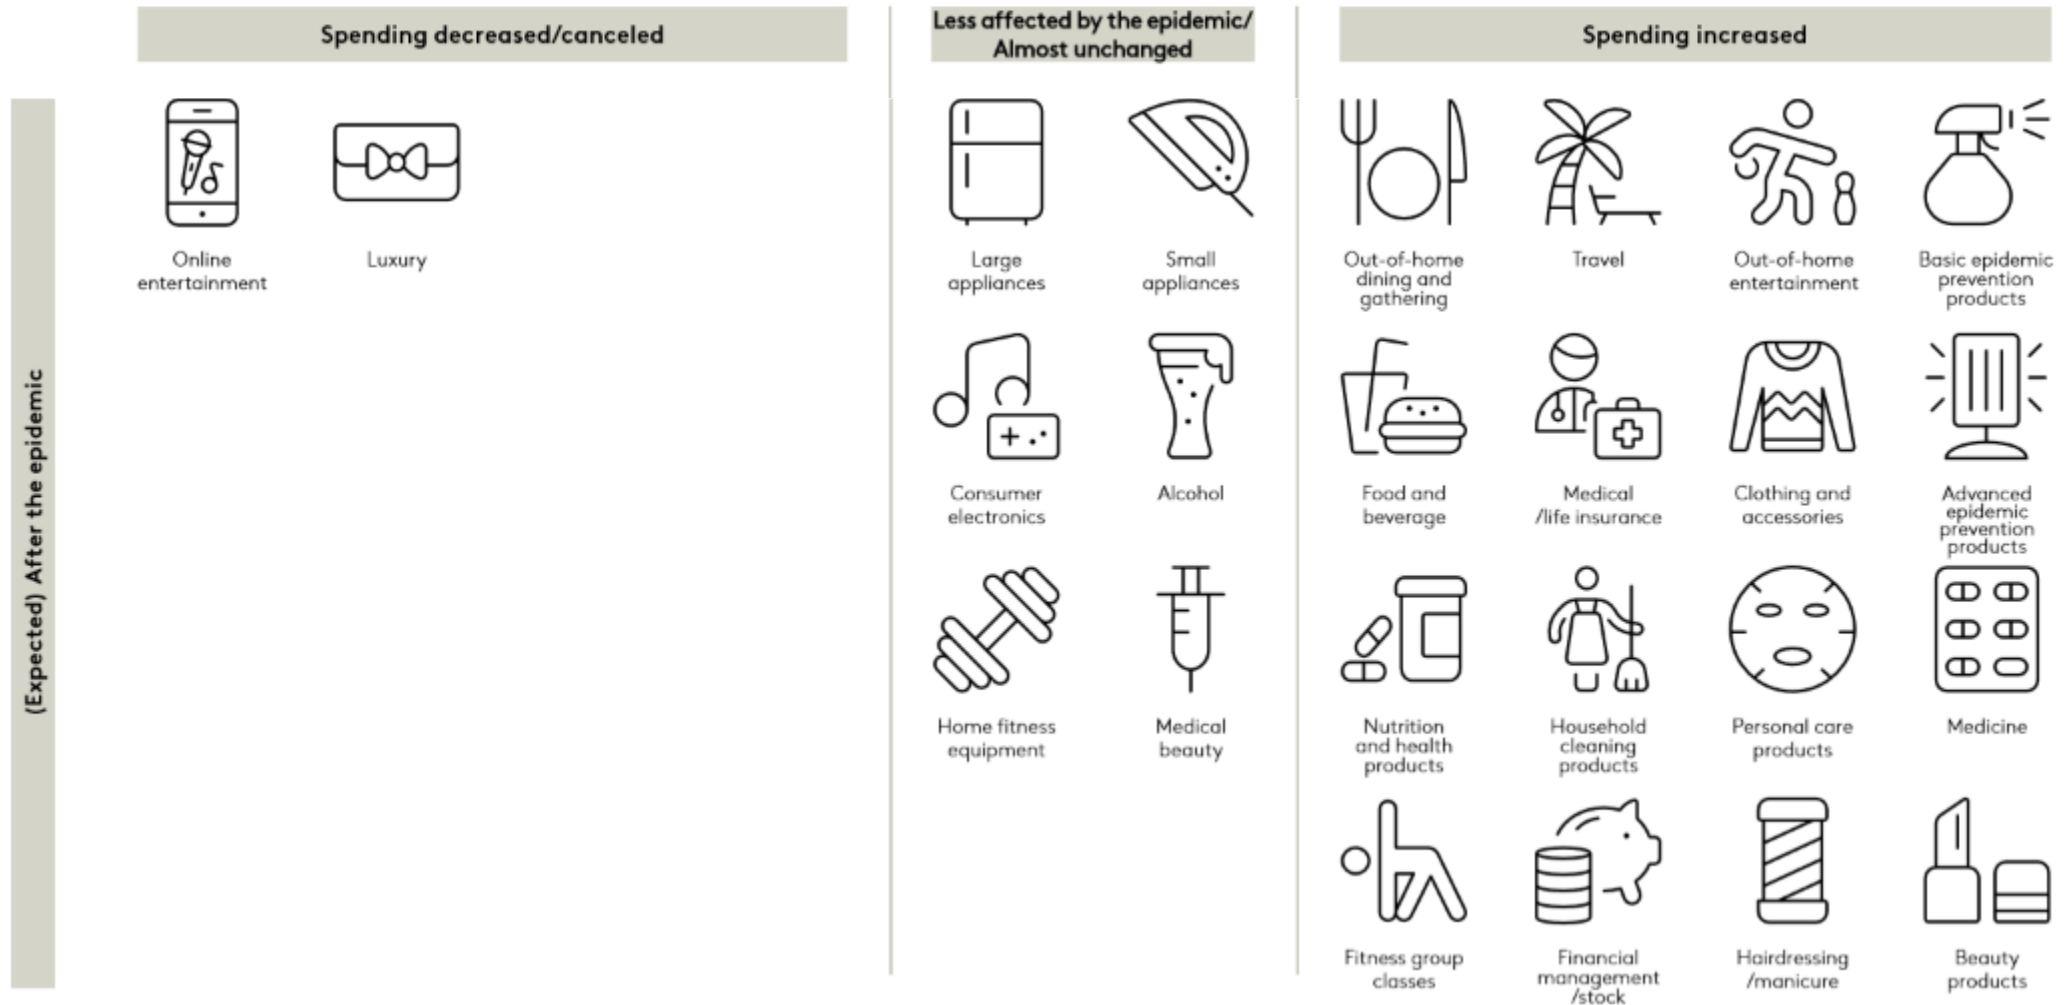 Spending decreased/canceled
Less affected by the epidemic/
Almost unchanged
Spending increased
(Expected) After the epidemic
Online
entertainment
Luxury
Large
appliances
Small
appliances
Out-of-home
dining and
gathering
Travel
Out-of-home
entertainment
Basic epidemic
prevention
products
Consumer
electronics
Alcohol
Food and
beverage
Medical
/life insurance
Clothing and
accessories
Advanced
epidemic
prevention
products
Home fitness
equipment
Medical
beauty
Nutrition
and health
products
Household
cleaning
products
Personal care
products
Medicine
Fitness group
classes
Financial
management
/stock
Hairdressing
/manicure
Beauty
products